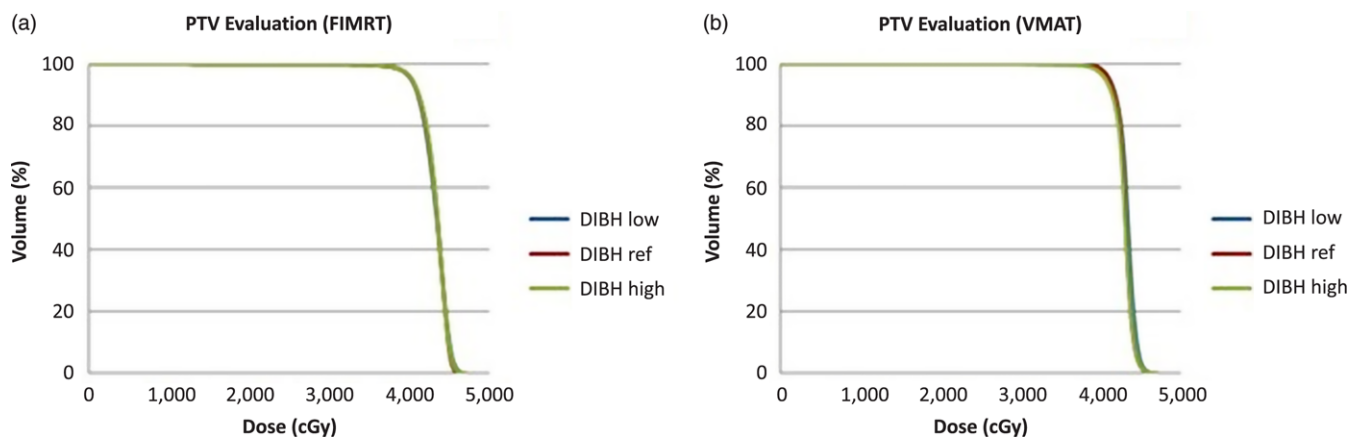 (a)
PTV Evaluation (FIMRT)
Volume (%)
100
80
60
40
20
0
0 1,000 2,000 3,000 4,000 5,000
Dose (cGy)
DIBH low
DIBH ref
DIBH high
(b)
PTV Evaluation (VMAT)
Volume (%)
100
80
60
40
20
0
0 1,000 2,000 3,000 4,000 5,000
Dose (cGy)
DIBH low
DIBH ref
DIBH high